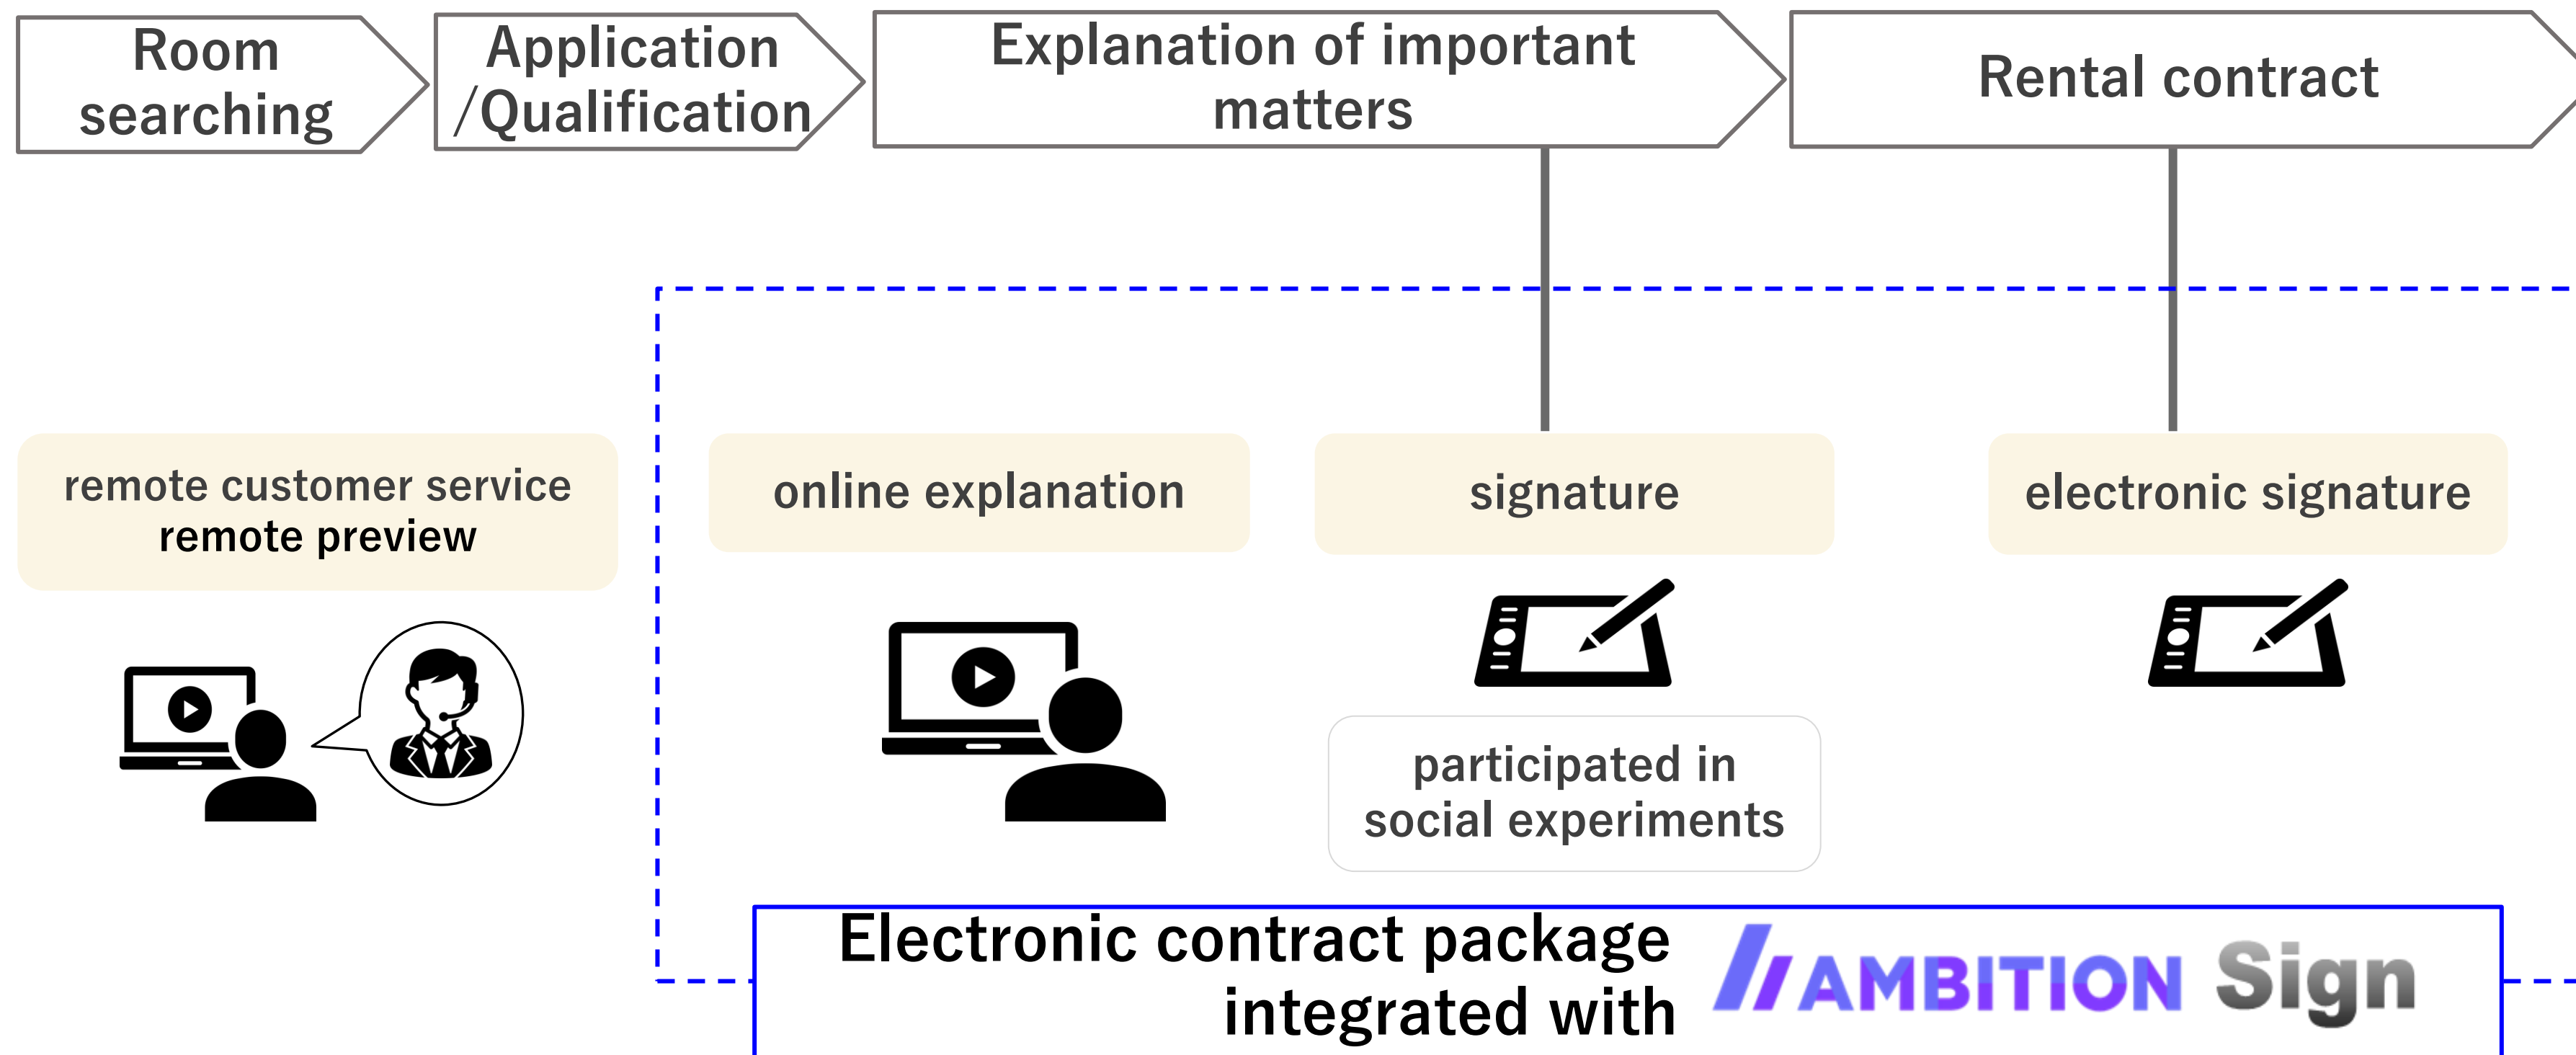 Room
searching
Application
/Qualification
Explanation of important
matters
Rental contract
remote customer service
remote preview
online explanation
signature
electronic signature
participated in
social experiments
Electronic contract package
integrated with
AMBITION Sign